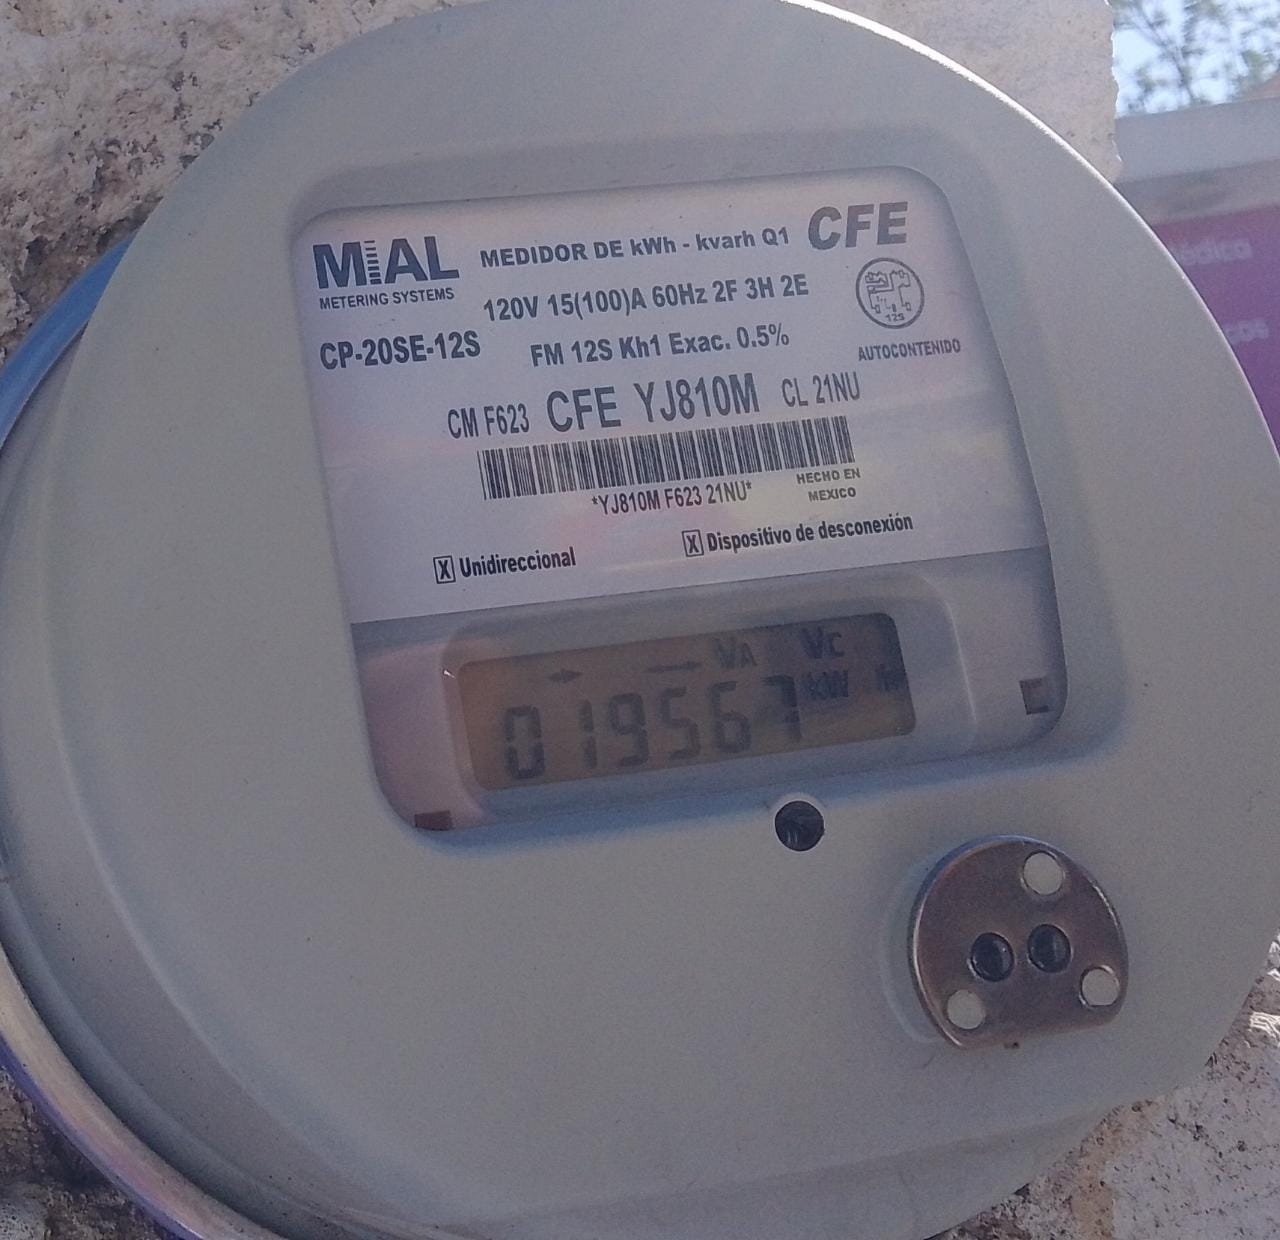 MIAL
METERING SYSTEMS
MEDIDOR DE kWh - kvarh Q1
CFE
120V 15(100)A 60Hz 2F 3H 2E
12S
CP-20SE-12S
FM 12S Kh1 Exac. 0.5%
AUTOCONTENIDO
CM F623 CFE YJ810M CL 21NU
*YJ810M F623 21NU*
HECHO EN
MEXICO
X Unidireccional
X Dispositivo de desconexión
VA VC
019567 kW h